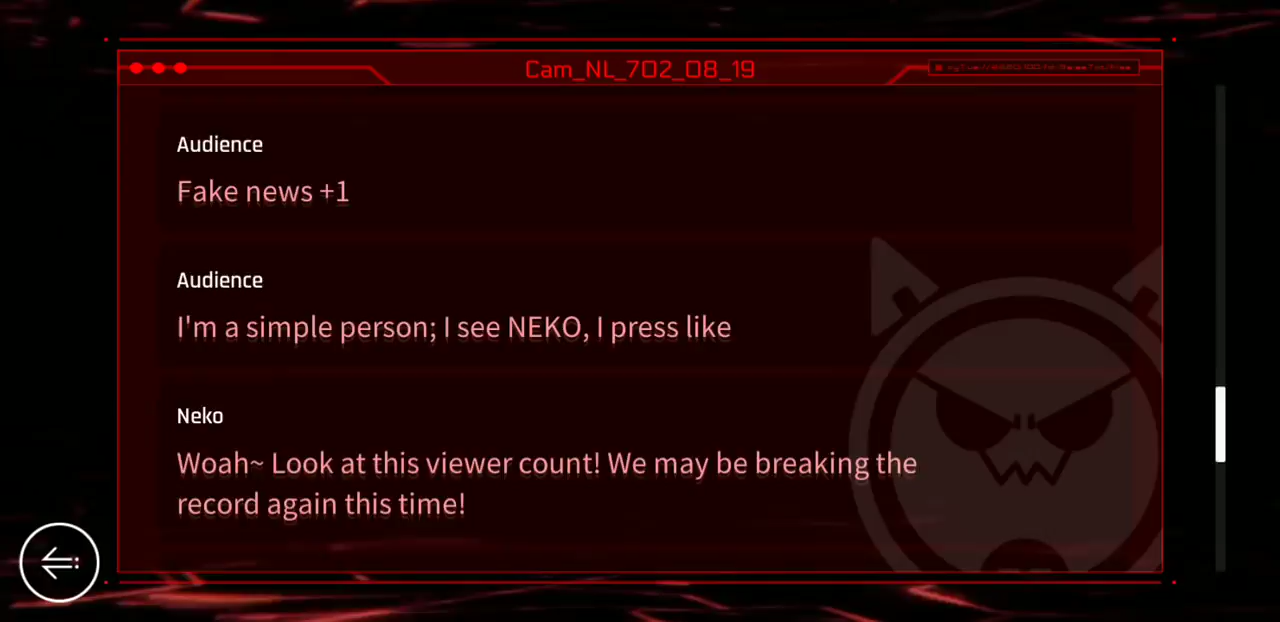 Cam_NL_702_08_19
Audience
Fake news +1
Audience
I'm a simple person; I see NEKO, I press like
Neko
Woah~ Look at this viewer count! We may be breaking the
record again this time!